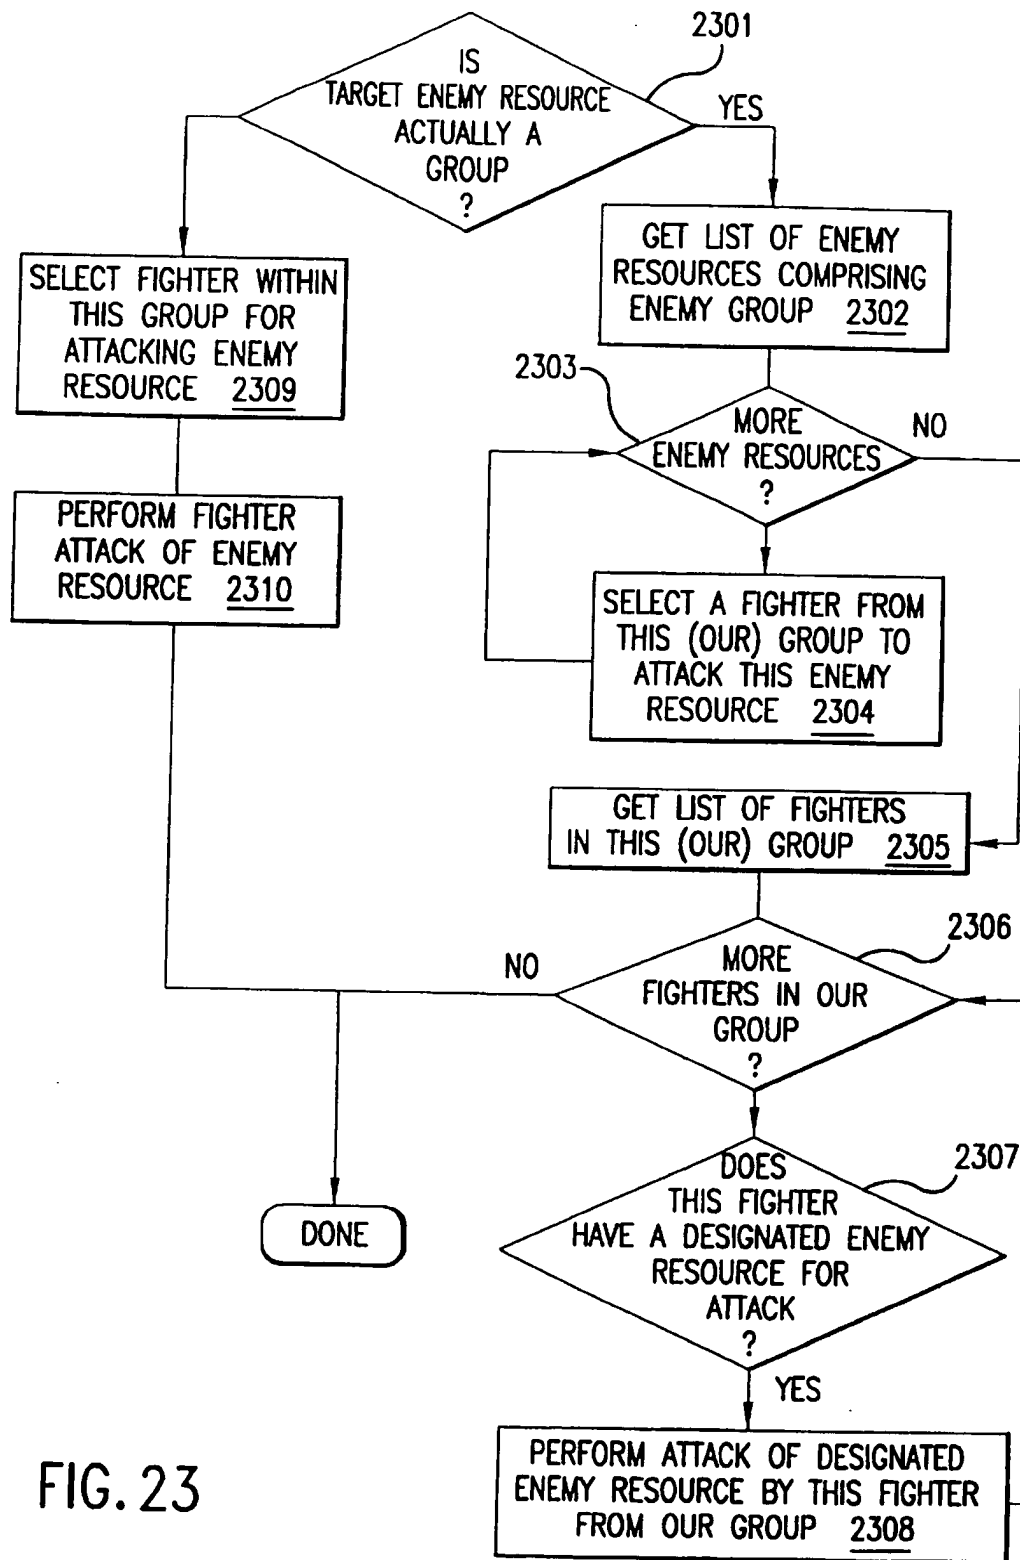 2301
IS
TARGET ENEMY RESOURCE
ACTUALLY A
GROUP
?
YES
GET LIST OF ENEMY
RESOURCES COMPRISING
ENEMY GROUP 2302
SELECT FIGHTER WITHIN
THIS GROUP FOR
ATTACKING ENEMY
RESOURCE 2309
2303
MORE
ENEMY RESOURCES
?
NO
PERFORM FIGHTER
ATTACK OF ENEMY
RESOURCE 2310
SELECT A FIGHTER FROM
THIS (OUR) GROUP TO
ATTACK THIS ENEMY
RESOURCE 2304
GET LIST OF FIGHTERS
IN THIS (OUR) GROUP 2305
2306
NO
MORE
FIGHTERS IN OUR
GROUP
?
2307
DOES
THIS FIGHTER
HAVE A DESIGNATED ENEMY
RESOURCE FOR
ATTACK
?
DONE
YES
PERFORM ATTACK OF DESIGNATED
ENEMY RESOURCE BY THIS FIGHTER
FROM OUR GROUP 2308
FIG. 23